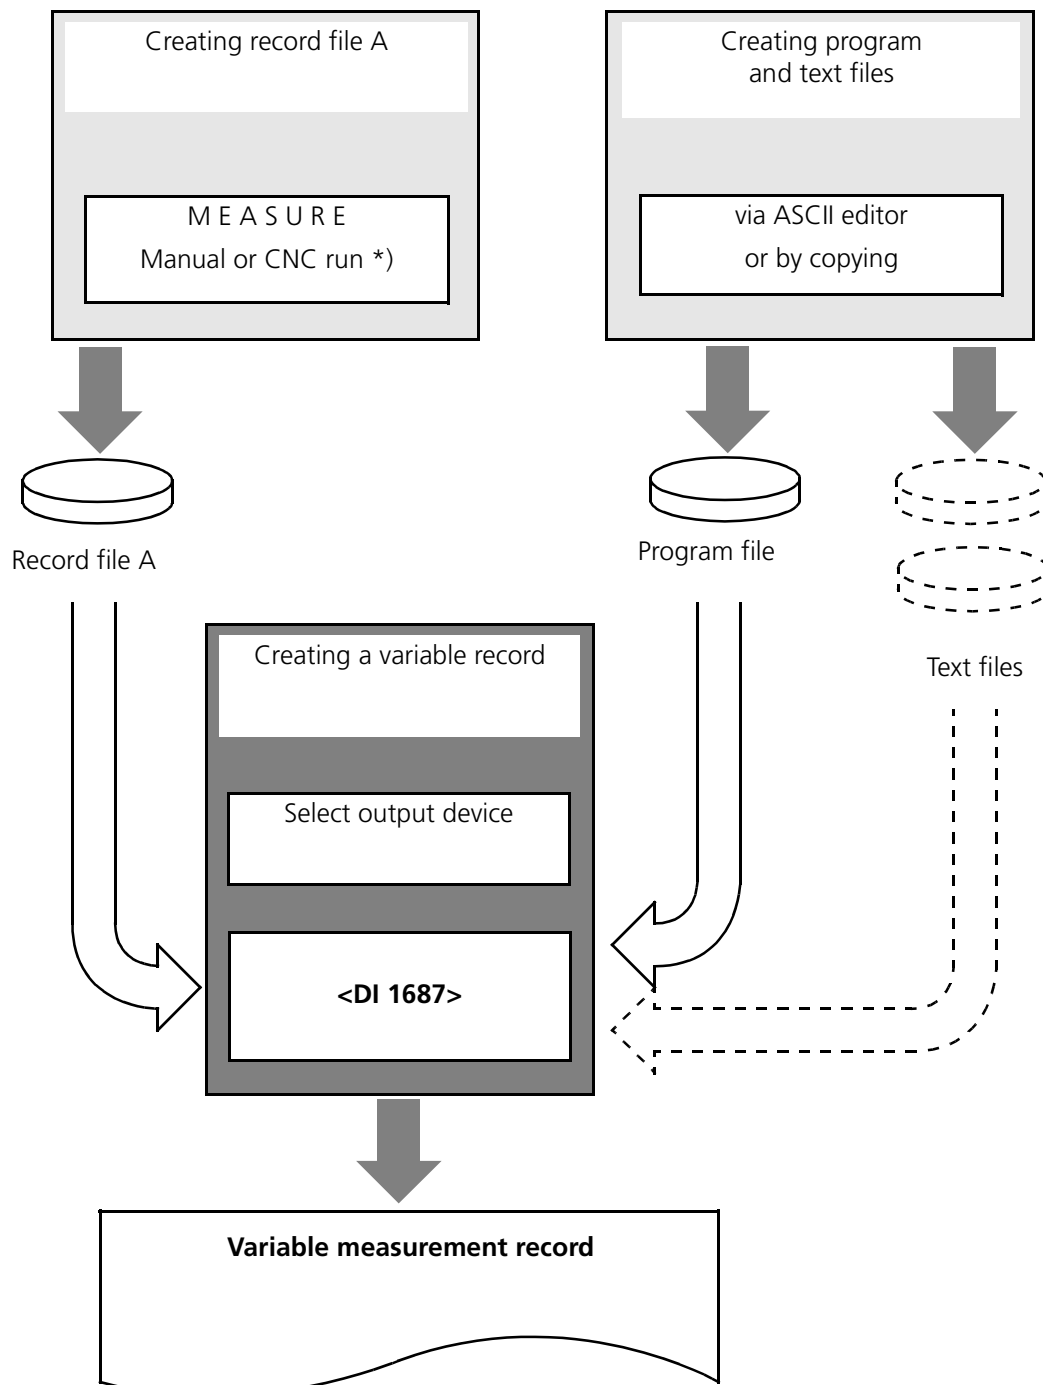 Creating record file A
M E A S U R E
Manual or CNC run *)
Creating program
and text files
via ASCII editor
or by copying
Record file A
Program file
Text files
Creating a variable record
Select output device
<DI 1687>
Variable measurement record